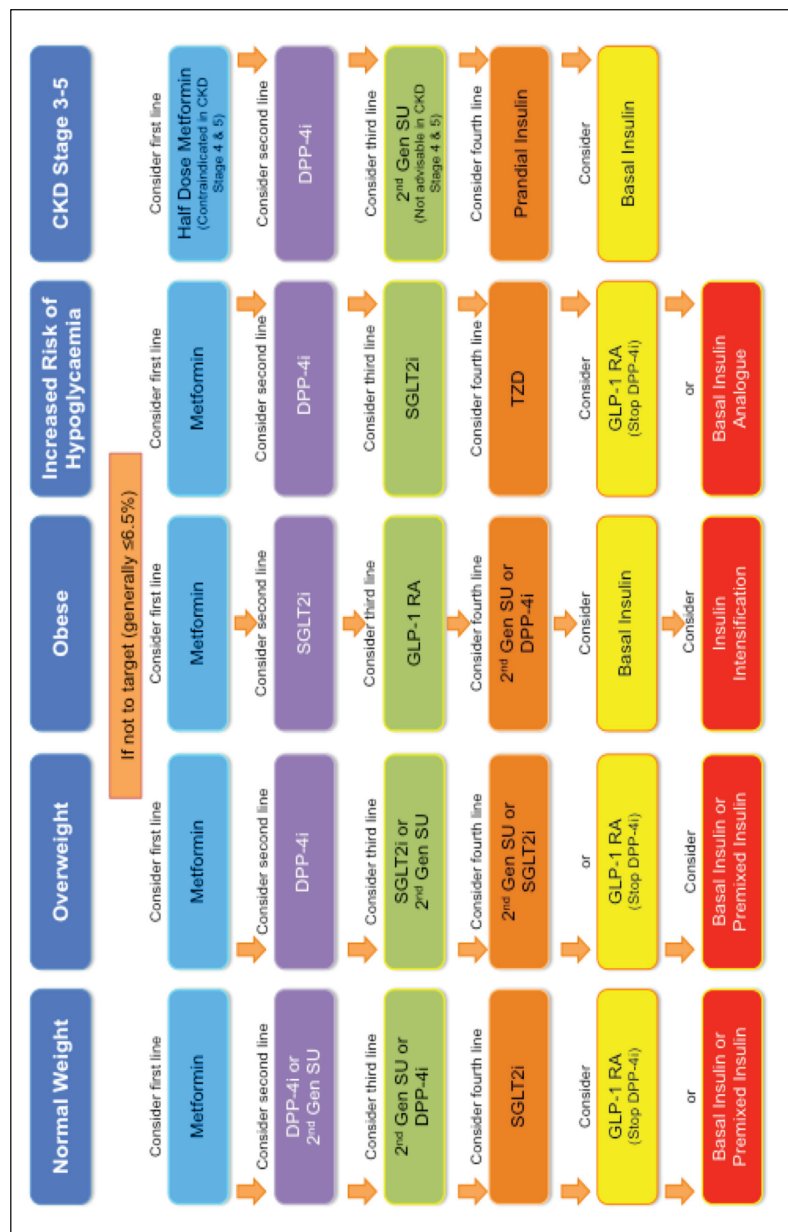 Normal Weight
Overweight
Obese
Increased Risk of
Hypoglycaemia
CKD Stage 3-5
If not to target (generally ≤6.5%)
Consider first line
Consider first line
Consider first line
Consider first line
Consider first line
Metformin
Metformin
Metformin
Metformin
Half Dose Metformin
(Contraindicated in CKD
Stage 4 & 5)
Consider second line
Consider second line
Consider second line
Consider second line
Consider second line
DPP-4i or
2nd Gen SU
DPP-4i
SGLT2i
DPP-4i
DPP-4i
Consider third line
Consider third line
Consider third line
Consider third line
Consider third line
2nd Gen SU or
DPP-4i
SGLT2i or
2nd Gen SU
GLP-1 RA
SGLT2i
2nd Gen SU
(Not advisable in CKD
Stage 4 & 5)
Consider fourth line
Consider fourth line
Consider fourth line
Consider fourth line
Consider fourth line
SGLT2i
2nd Gen SU or
SGLT2i
2nd Gen SU or
DPP-4i
TZD
Prandial Insulin
Consider
or
Consider
Consider
Consider
GLP-1 RA
(Stop DPP-4i)
GLP-1 RA
(Stop DPP-4i)
Basal Insulin
GLP-1 RA
(Stop DPP-4i)
Basal Insulin
or
Consider
Consider
or
Basal Insulin or
Premixed Insulin
Basal Insulin or
Premixed Insulin
Insulin
Intensification
Basal Insulin
Analogue